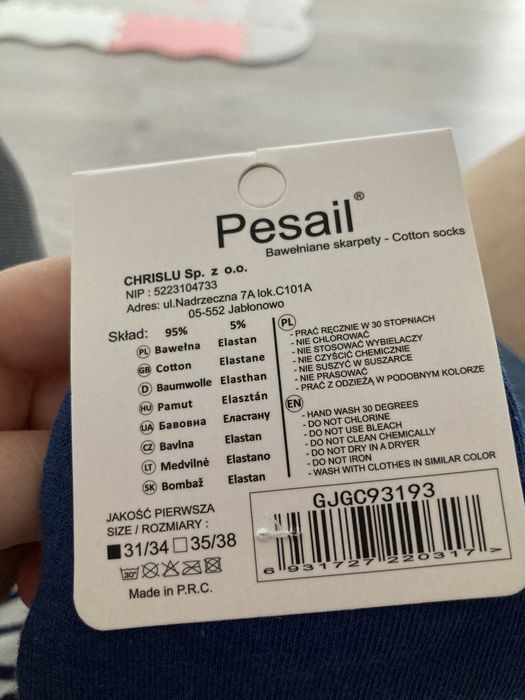 Pesail®
Bawełniane skarpety - Cotton socks
CHRISLU Sp. z o.o.
NIP : 5223104733
Adres: ul.Nadrzeczna 7A lok.C101A
05-552 Jabłonowo
Skład: 95% 5%
PL Bawełna Elastan
GB Cotton Elastane
D Baumwolle Elasthan
HU Pamut Elasztán
UA Бавовна Еластану
CZ Bavlna Elastan
LT Medvilnė Elastano
SK Bombaž Elastan
PL
- PRAĆ RĘCZNIE W 30 STOPNIACH
- NIE CHLOROWAĆ
- NIE STOSOWAĆ WYBIELACZY
- NIE CZYŚCIĆ CHEMICZNIE
- NIE SUSZYĆ W SUSZARCE
- NIE PRASOWAĆ
- PRAĆ Z ODZIEŻĄ W PODOBNYM KOLORZE
EN
- HAND WASH 30 DEGREES
- DO NOT CHLORINE
- DO NOT USE BLEACH
- DO NOT CLEAN CHEMICALLY
- DO NOT DRY IN A DRYER
- DO NOT IRON
- WASH WITH CLOTHES IN SIMILAR COLOR
JAKOŚĆ PIERWSZA
SIZE / ROZMIARY :
31/34 35/38
30°
Made in P.R.C.
GJGC93193
6 931727 220317 >